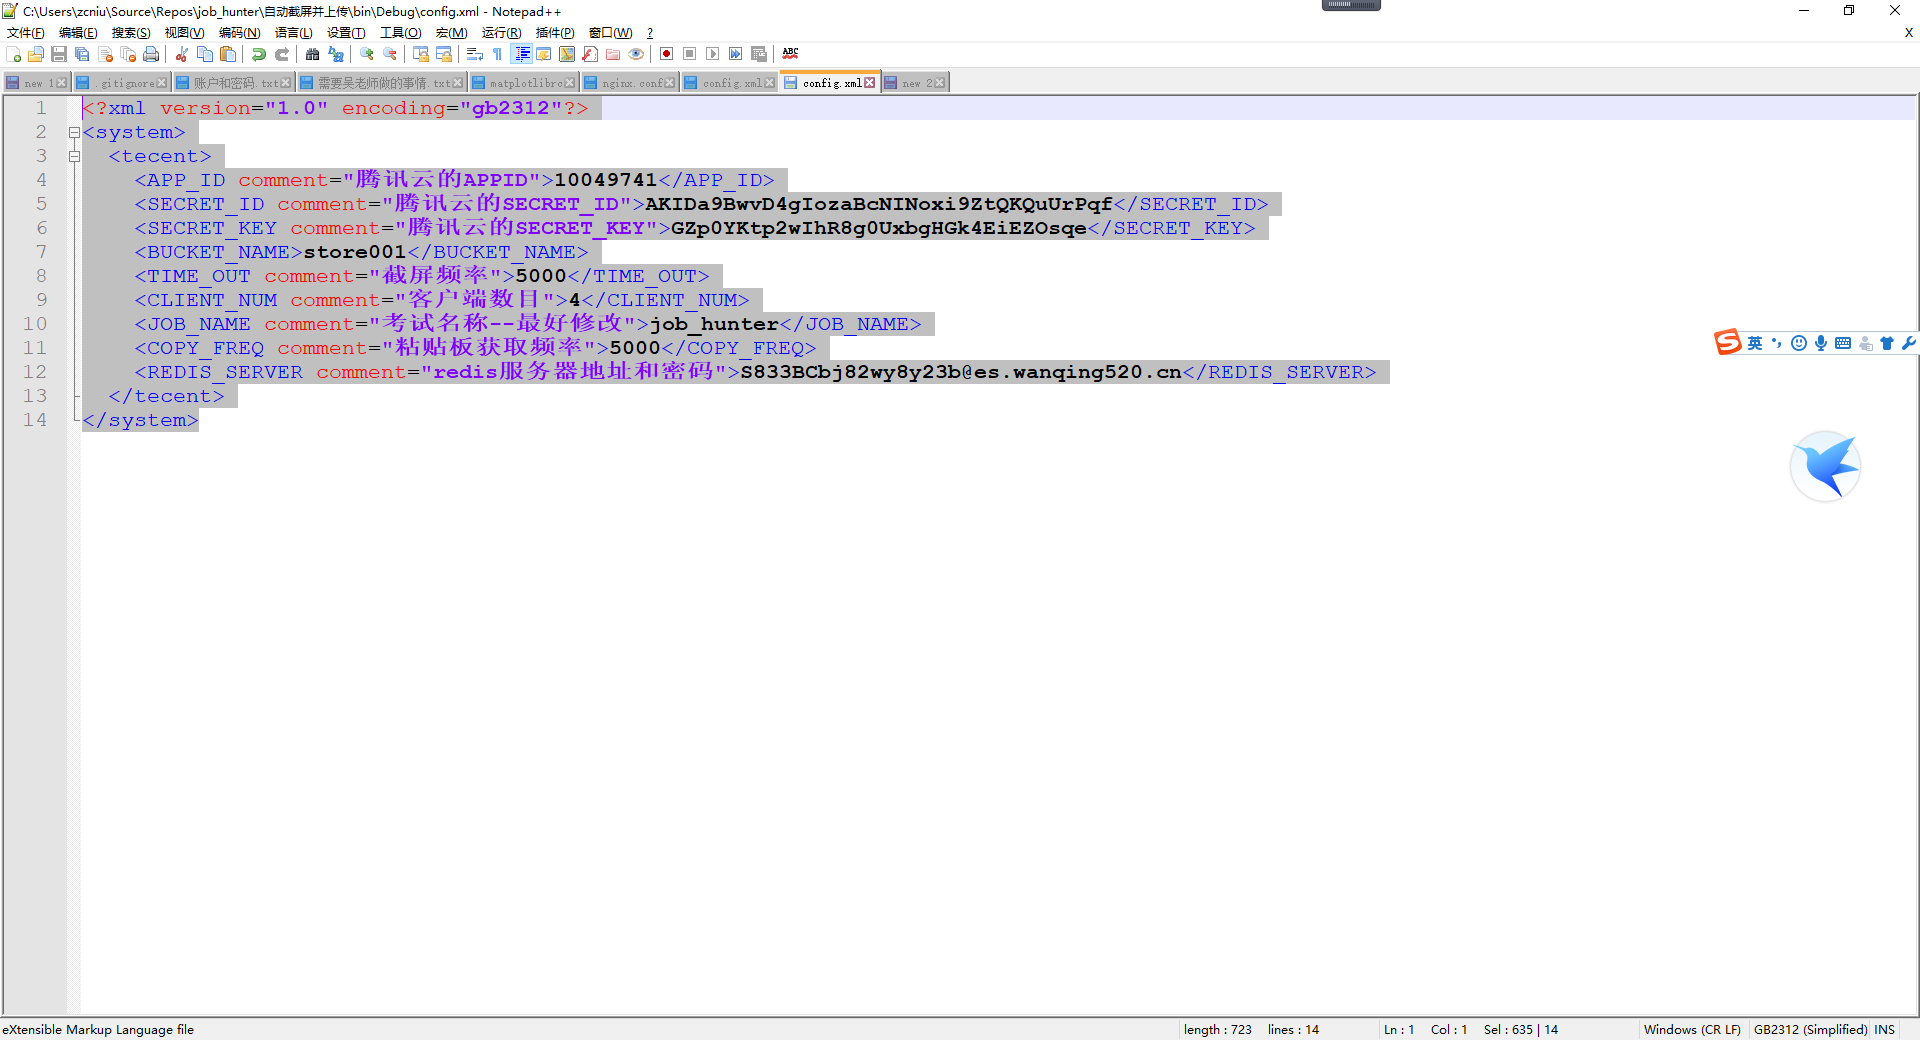 C:\Users\zcniu\Source\Repos\job_hunter\自动截屏并上传\bin\Debug\config.xml - Notepad++
文件(F) 编辑(E) 搜索(S) 视图(V) 编码(N) 语言(L) 设置(T) 工具(O) 宏(M) 运行(R) 插件(P) 窗口(W) ? X
new 1 .gitignore 账户和密码.txt 需要吴老师做的事情.txt matplotlibrc nginx.conf config.xml config.xml new 2
1 <?xml version="1.0" encoding="gb2312"?>
2 <system>
3 <tecent>
4 <APP_ID comment="腾讯云的APPID">10049741</APP_ID>
5 <SECRET_ID comment="腾讯云的SECRET_ID">AKIDa9BwvD4gIozaBcNINoxi9ZtQKQuUrPqf</SECRET_ID>
6 <SECRET_KEY comment="腾讯云的SECRET_KEY">GZp0YKtp2wIhR8g0UxbgHGk4EiEZOsqe</SECRET_KEY>
7 <BUCKET_NAME>store001</BUCKET_NAME>
8 <TIME_OUT comment="截屏频率">5000</TIME_OUT>
9 <CLIENT_NUM comment="客户端数目">4</CLIENT_NUM>
10 <JOB_NAME comment="考试名称--最好修改">job_hunter</JOB_NAME>
11 <COPY_FREQ comment="粘贴板获取频率">5000</COPY_FREQ>
12 <REDIS_SERVER comment="redis服务器地址和密码">S833BCbj82wy8y23b@es.wanqing520.cn</REDIS_SERVER>
13 </tecent>
14 </system>
S 英
eXtensible Markup Language file length : 723 lines : 14 Ln : 1 Col : 1 Sel : 635 | 14 Windows (CR LF) GB2312 (Simplified) INS